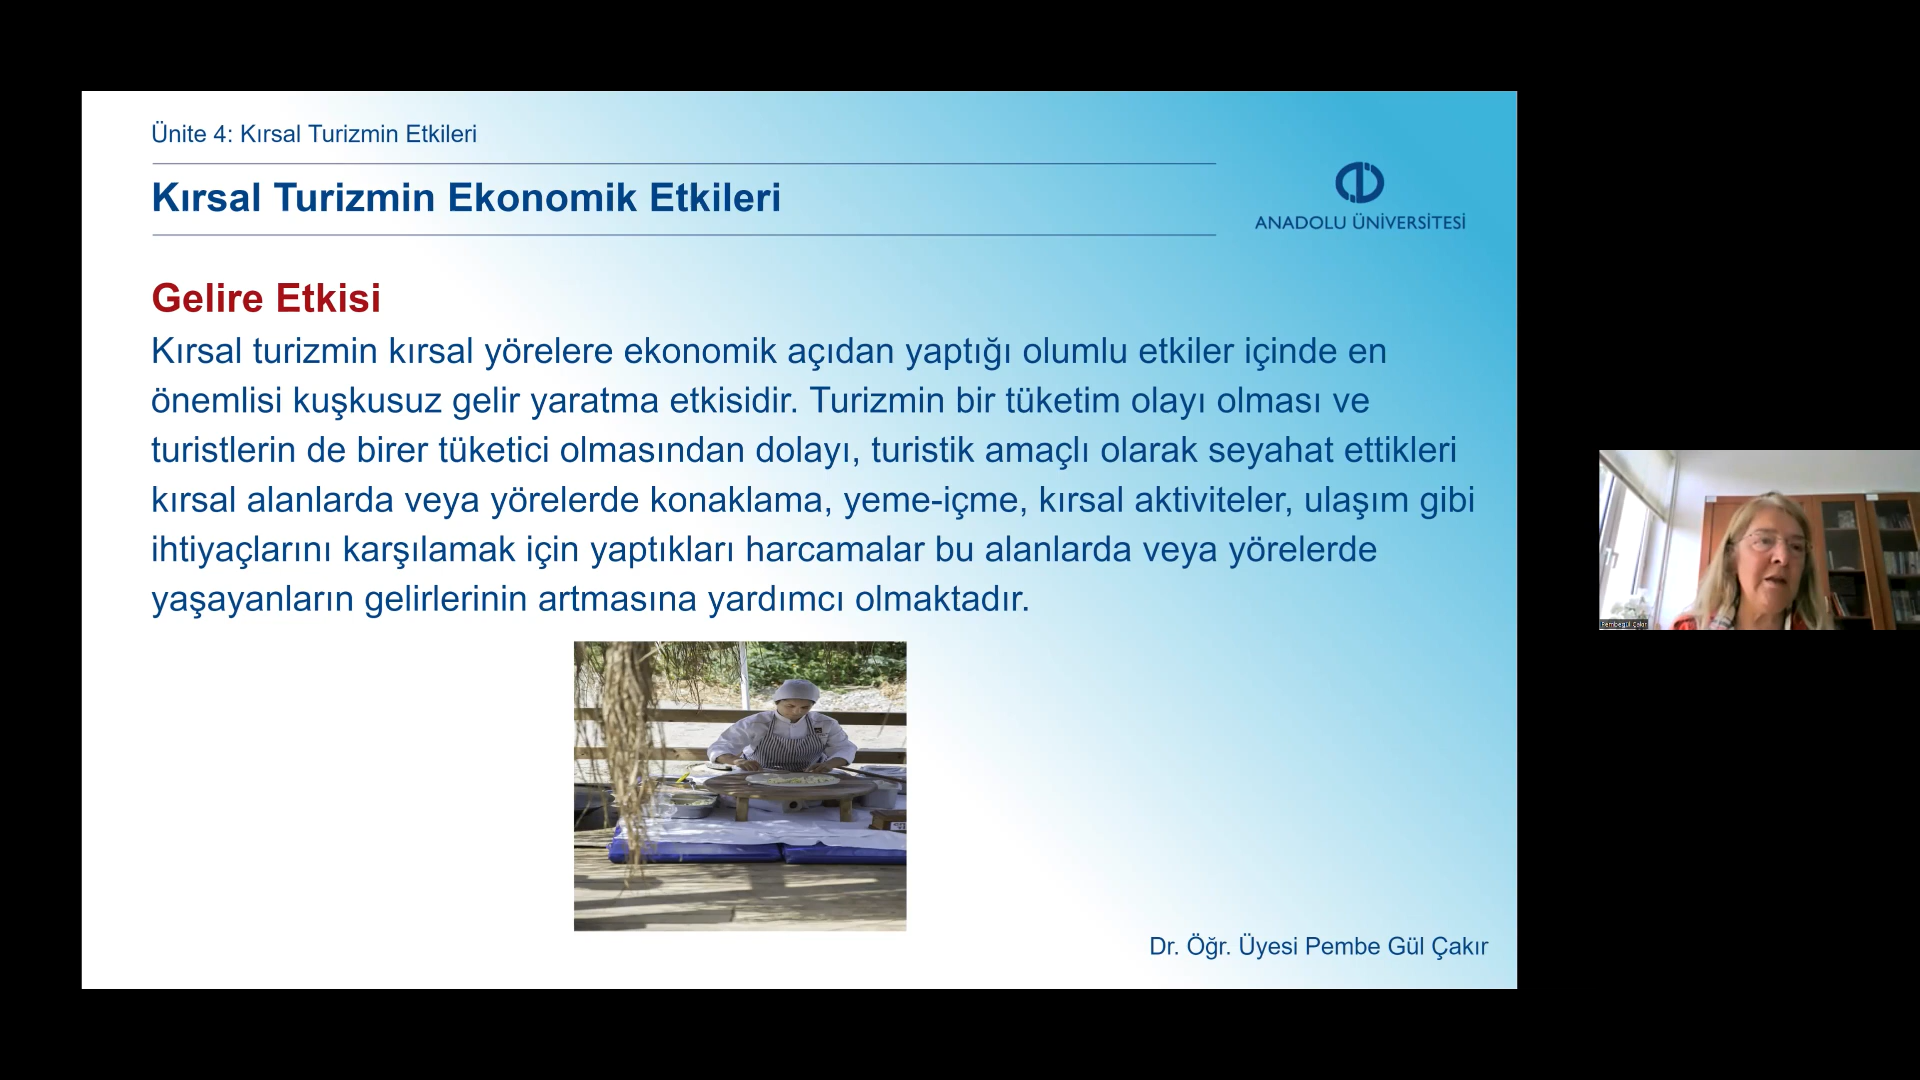 Ünite 4: Kırsal Turizmin Etkileri
Kırsal Turizmin Ekonomik Etkileri
ANADOLU ÜNİVERSİTESİ
Gelire Etkisi
Kırsal turizmin kırsal yörelere ekonomik açıdan yaptığı olumlu etkiler içinde en
önemlisi kuşkusuz gelir yaratma etkisidir. Turizmin bir tüketim olayı olması ve
turistlerin de birer tüketici olmasından dolayı, turistik amaçlı olarak seyahat ettikleri
kırsal alanlarda veya yörelerde konaklama, yeme-içme, kırsal aktiviteler, ulaşım gibi
ihtiyaçlarını karşılamak için yaptıkları harcamalar bu alanlarda veya yörelerde
yaşayanların gelirlerinin artmasına yardımcı olmaktadır.
Pembegül Çakır
Dr. Öğr. Üyesi Pembe Gül Çakır